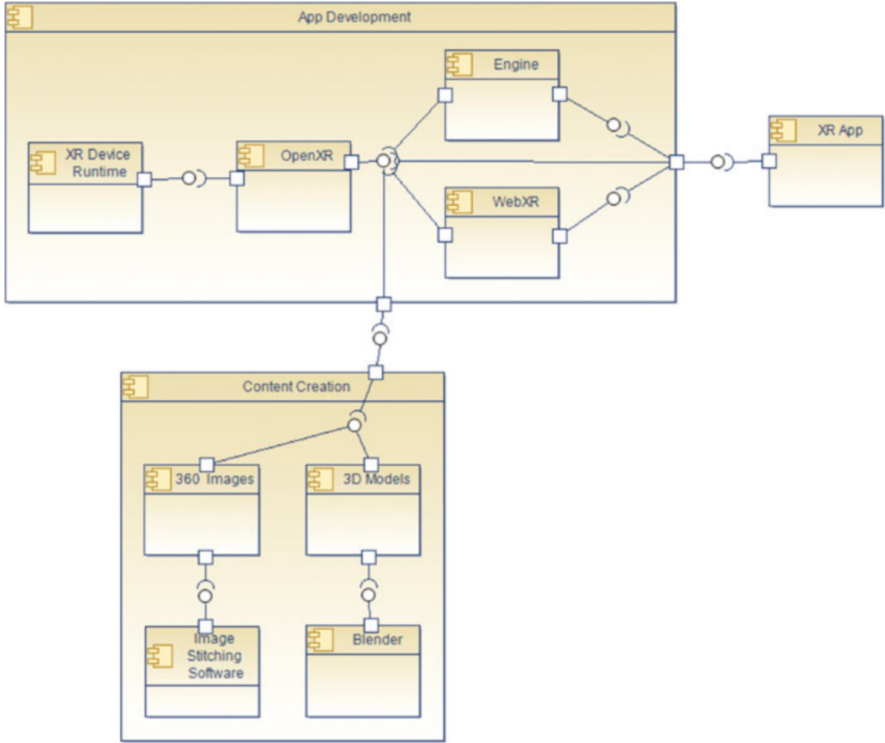 App Development
Engine
XR App
XR Device
Runtime
OpenXR
WebXR
Content Creation
360 Images
3D Models
Image
Stitching
Software
Blender